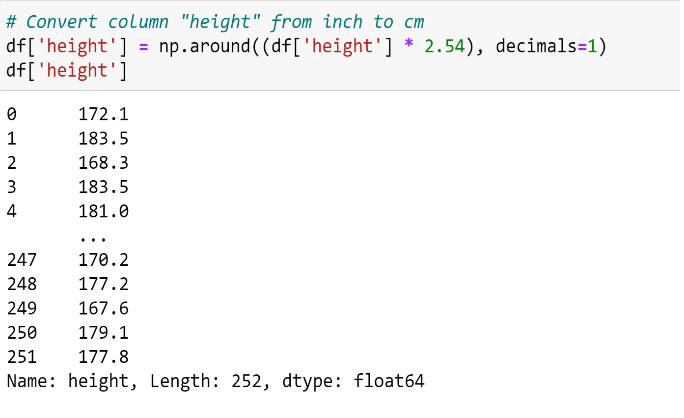 # Convert column "height" from inch to cm
df['height'] = np.around((df['height'] * 2.54), decimals=1)
df['height']
0      172.1
1      183.5
2      168.3
3      183.5
4      181.0
       ...
247    170.2
248    177.2
249    167.6
250    179.1
251    177.8
Name: height, Length: 252, dtype: float64